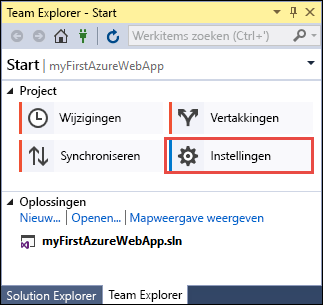 Team Explorer - Start
Werkitems zoeken (Ctrl+')
Start | myFirstAzureWebApp
Project
Wijzigingen
Vertakkingen
Synchroniseren
Instellingen
Oplossingen
Nieuw... | Openen... | Mapweergave weergeven
myFirstAzureWebApp.sln
Solution Explorer Team Explorer